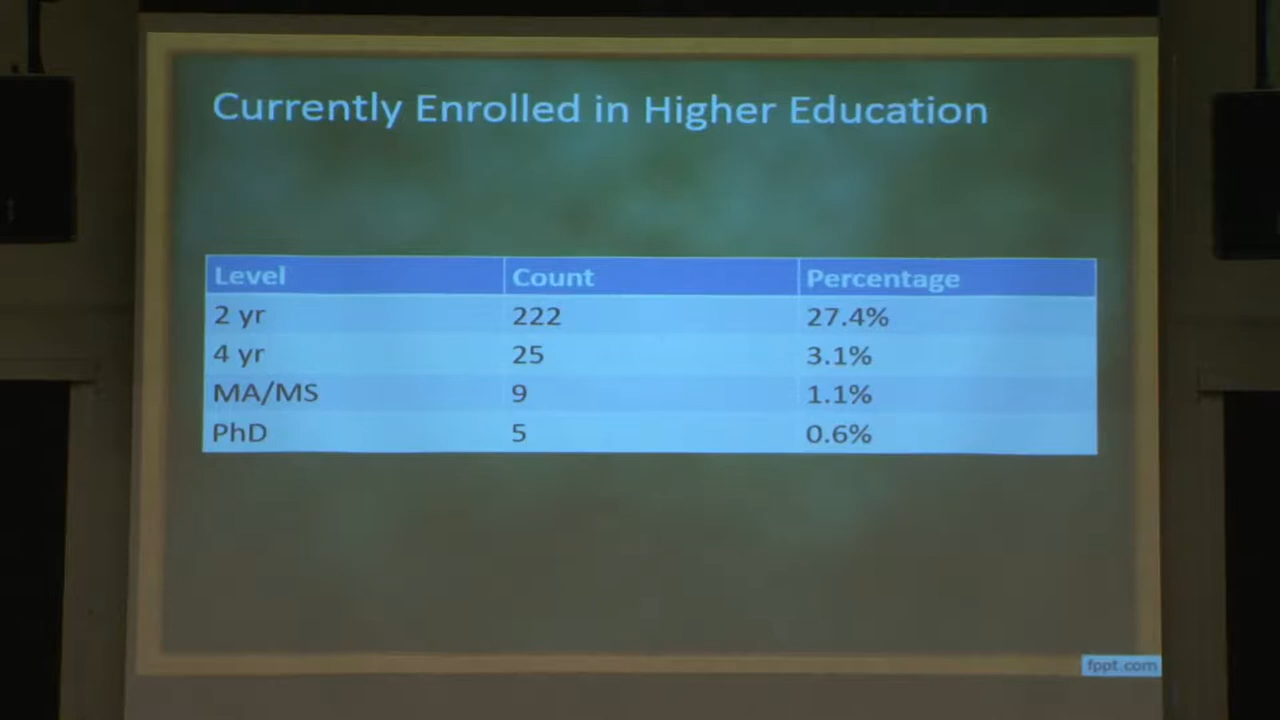 Currently Enrolled in Higher Education
Level Count Percentage
2 yr 222 27.4%
4 yr 25 3.1%
MA/MS 9 1.1%
PhD 5 0.6%
fppt.com